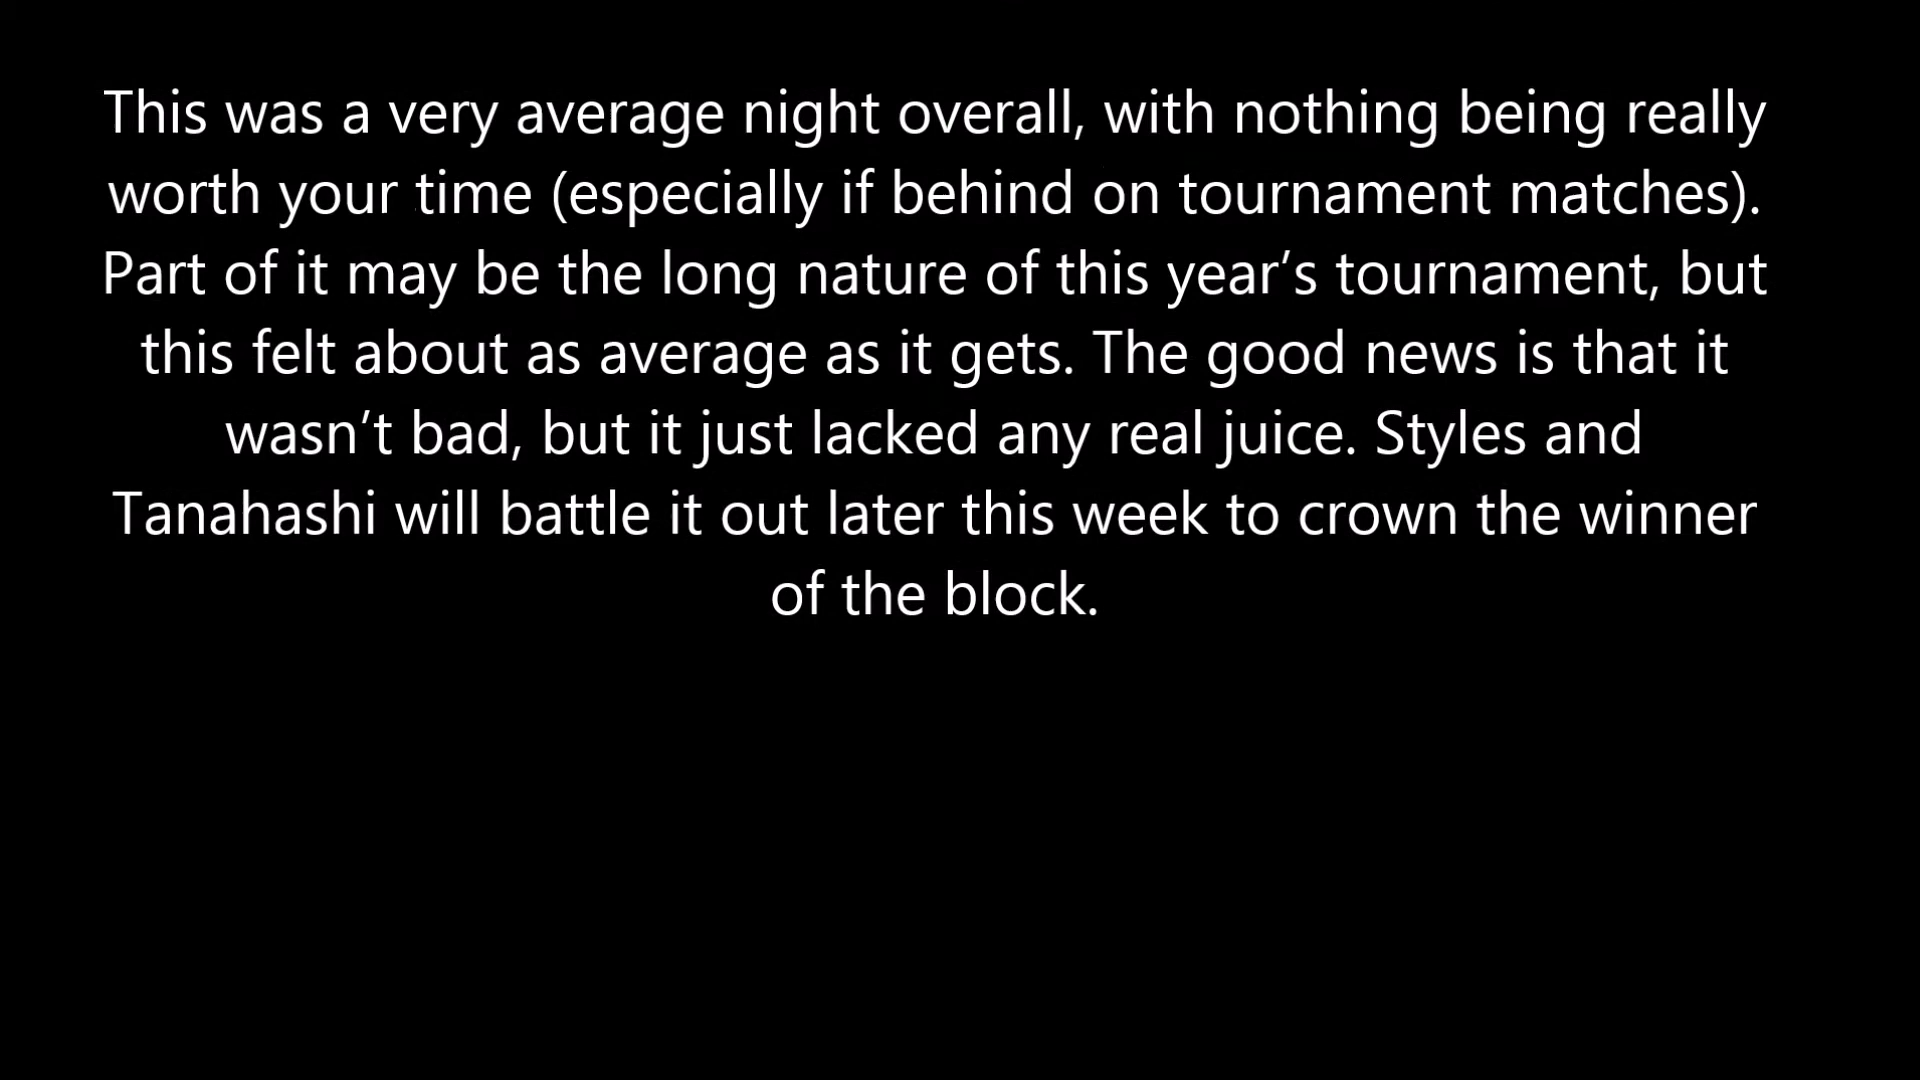 This was a very average night overall, with nothing being really
worth your time (especially if behind on tournament matches).
Part of it may be the long nature of this year’s tournament, but
this felt about as average as it gets. The good news is that it
wasn’t bad, but it just lacked any real juice. Styles and
Tanahashi will battle it out later this week to crown the winner
of the block.